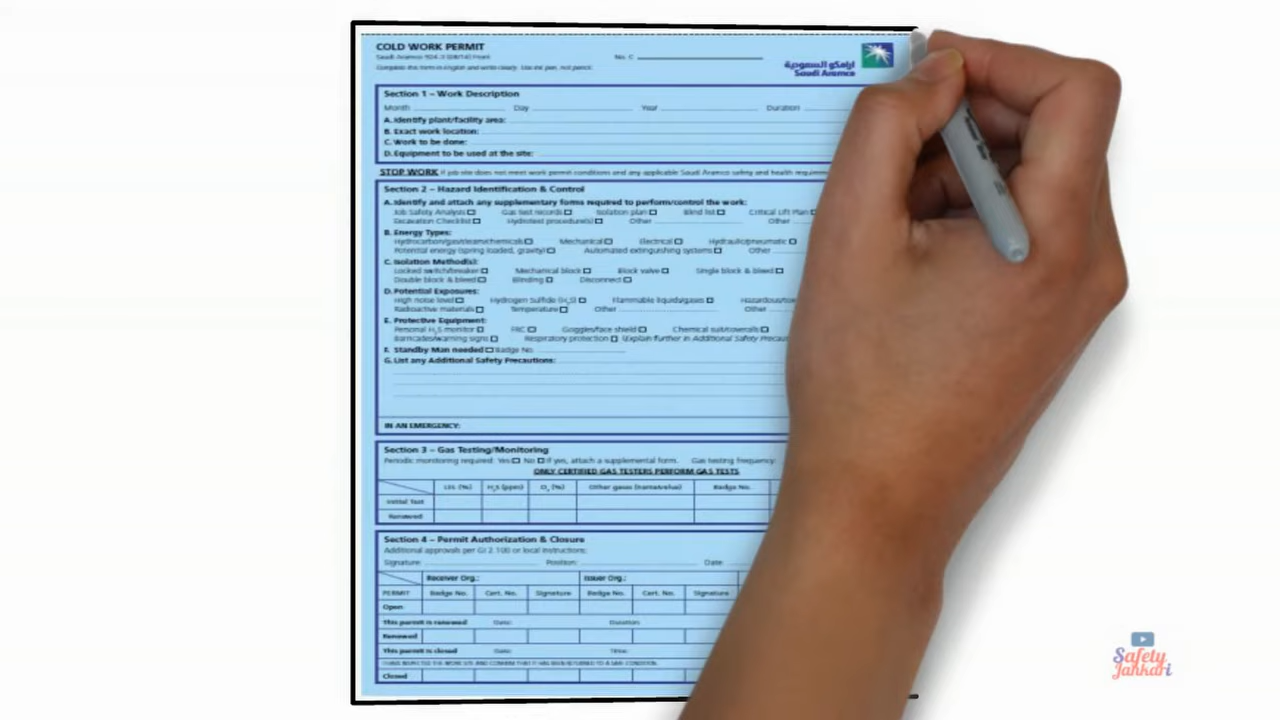 COLD WORK PERMIT
Saudi Aramco 924-3 (08/14) Front
No. C
Complete this form in English and write clearly. Use ink pen, not pencil.
أرامكو السعودية
Saudi Aramco
Section 1 – Work Description
Month Day Year Duration
A. Identify plant/facility area:
B. Exact work location:
C. Work to be done:
D. Equipment to be used at the site:
STOP WORK if job site does not meet work permit conditions and any applicable Saudi Aramco safety and health
Section 2 – Hazard Identification & Control
A. Identify and attach any supplementary forms required to perform/control the work:
Job Safety Analysis Gas test records Isolation plan Blind list Critical Lift Plan
Excavation Checklist Hydrotest procedure(s) Other Other
B. Energy Types:
Hydrocarbon/gas/steam/chemicals Mechanical Electrical Hydraulic/pneumatic
Potential energy (spring loaded, gravity) Automated extinguishing systems Other
C. Isolation Method(s):
Locked switch/breaker Mechanical block Block valve Single block & bleed
Double block & bleed Blinding Disconnect
D. Potential Exposures:
High noise level Hydrogen Sulfide (H2S) Flammable liquids/gases
Radioactive materials Temperature Other Other
E. Protective Equipment:
Personal H2S monitor FRC Goggles/face shield Chemical suit/coveralls
Barricades/warning signs Respiratory protection (Explain further in Additional Safety
F. Standby Man needed Badge No.
G. List any Additional Safety Precautions:
IN AN EMERGENCY:
Section 3 – Gas Testing/Monitoring
Periodic monitoring required: Yes No If yes, attach a supplemental form. Gas testing frequency:
ONLY CERTIFIED GAS TESTERS PERFORM GAS TESTS
LEL (%) H2S (ppm) O2 (%) Other gases (name/value) Badge No.
Initial Test
Renewed
Section 4 – Permit Authorization & Closure
Additional approvals per GI 2.100 or local instructions:
Signature: Position: Date
Receiver Org.: Issuer Org.:
PERMIT Badge No. Cert. No. Signature Badge No. Cert. No. Signature
Open
This permit is renewed Date: Duration
Renewed
This permit is closed Date: Time:
I HAVE INSPECTED THE WORK SITE AND CONFIRM THAT IT HAS BEEN RETURNED TO A SAFE CONDITION.
Closed
Safety
Jankari